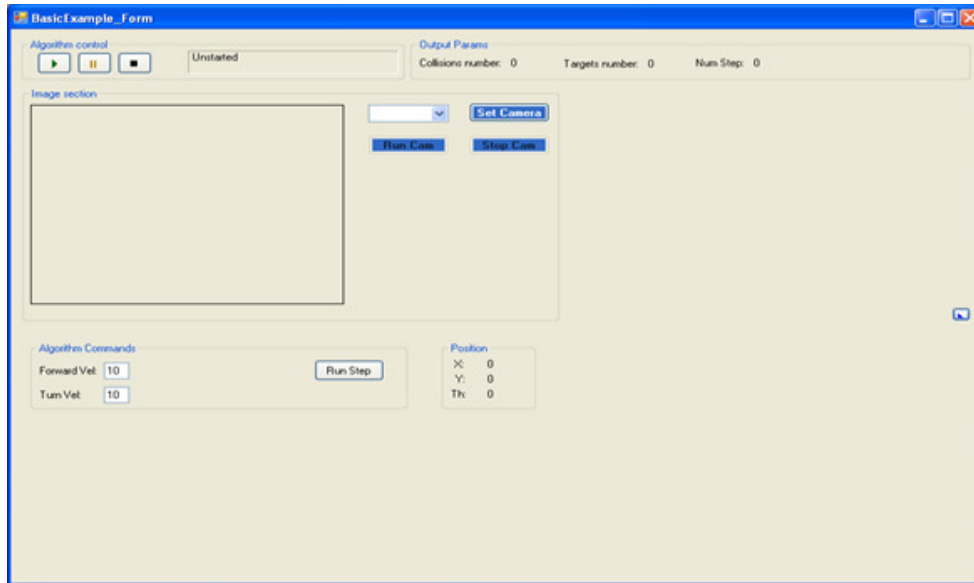 BasicExample_Form
Algorithm control
Unstarted
Output Params
Collisions number: 0
Targets number: 0
Num Step: 0
Image section
Set Camera
Run Cam
Stop Cam
Algorithm Commands
Forward Vel: 10
Run Step
Turn Vel: 10
Position
X: 0
Y: 0
Th: 0